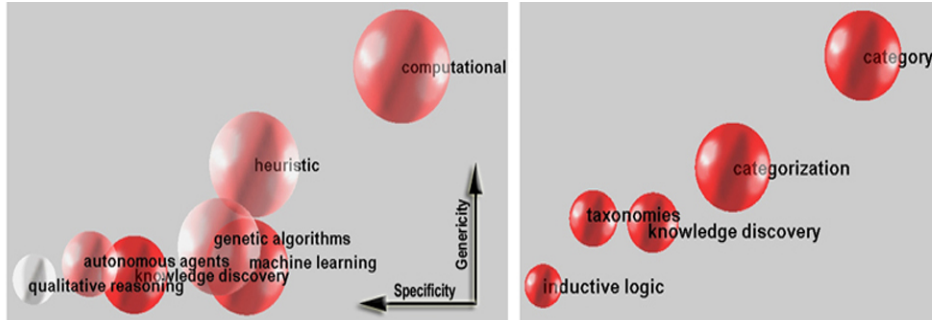 computational
heuristic
genetic algorithms
autonomous agents
machine learning
knowledge discovery
qualitative reasoning
Genericity
Specificity
category
categorization
taxonomies
knowledge discovery
inductive logic